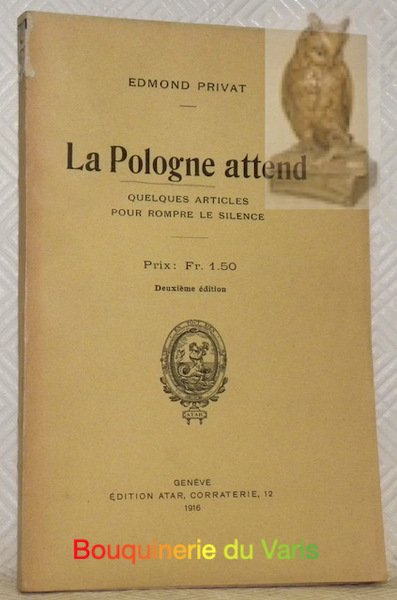 EDMOND PRIVAT
La Pologne attend
QUELQUES ARTICLES
POUR ROMPRE LE SILENCE
Prix: Fr. 1.50
Deuxième édition
ATAR
GENÈVE
ÉDITION ATAR, CORRATERIE, 12
1916
Bouquinerie du Varis